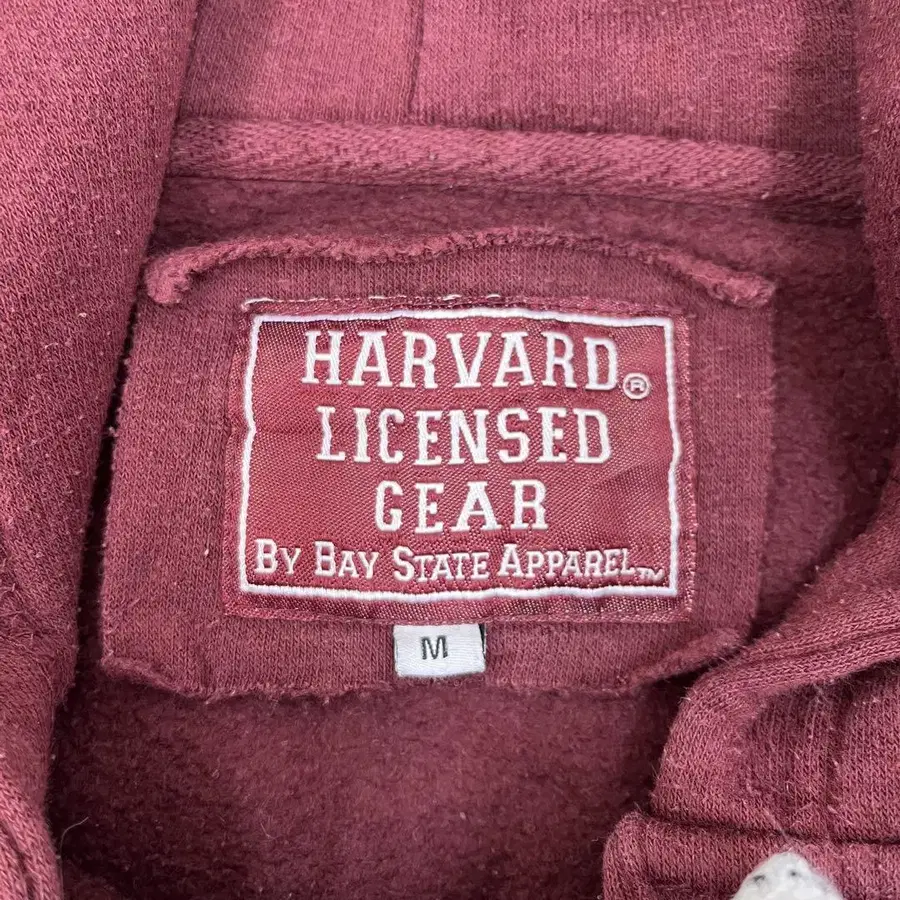 HARVARD®
LICENSED
GEAR
BY BAY STATE APPAREL™
M